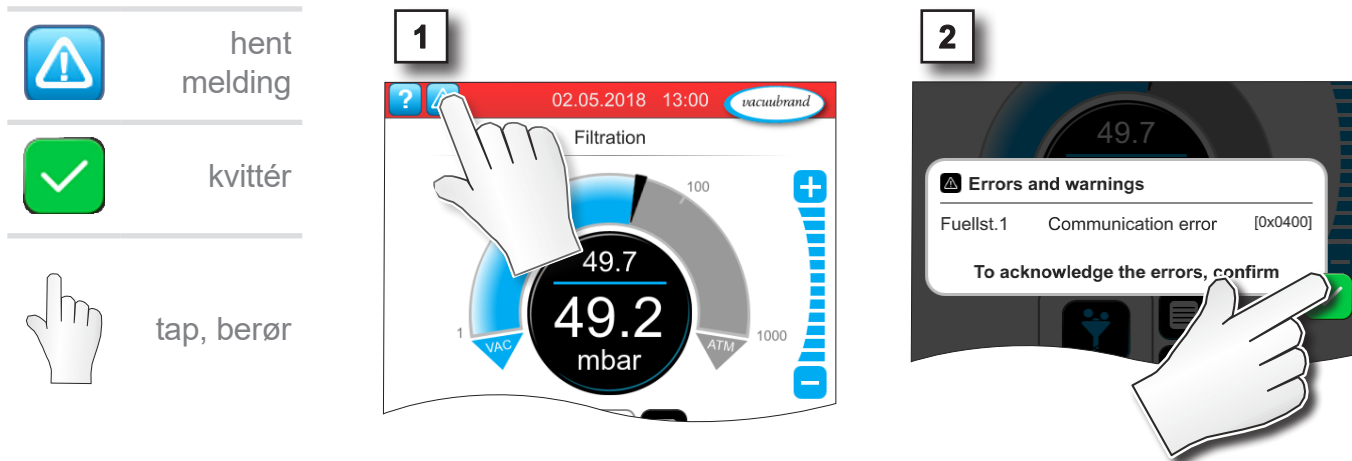 hent
melding
kvittér
tap, berør
1
?
02.05.2018 13:00
vacuubrand
Filtration
100
49.7
49.2
mbar
1
VAC
ATM
1000
2
49.7
Errors and warnings
Fuellst.1 Communication error [0x0400]
To acknowledge the errors, confirm